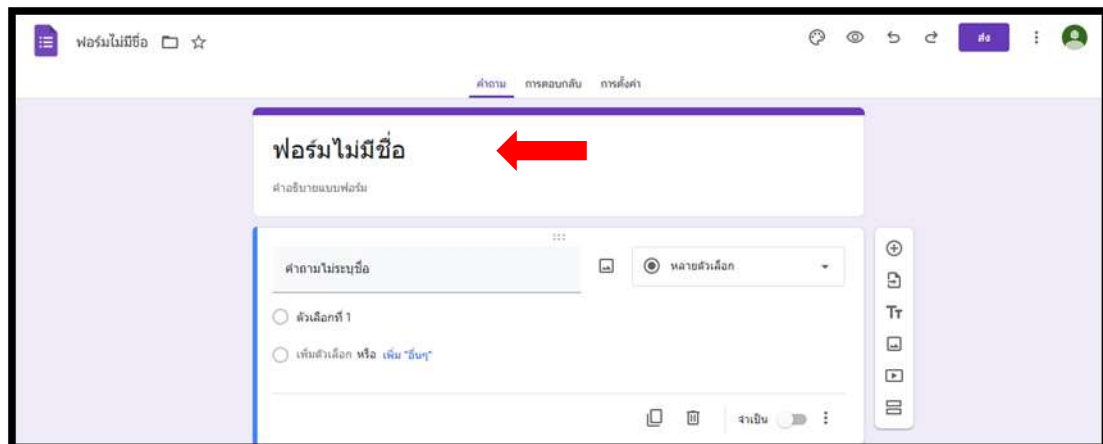 ฟอร์มไม่มีชื่อ
ส่ง
คำถาม การตอบกลับ การตั้งค่า
ฟอร์มไม่มีชื่อ
คำอธิบายแบบฟอร์ม
คำถามไม่ระบุชื่อ
หลายตัวเลือก
ตัวเลือกที่ 1
เพิ่มตัวเลือก หรือ เพิ่ม "อื่นๆ"
Tт
จำเป็น